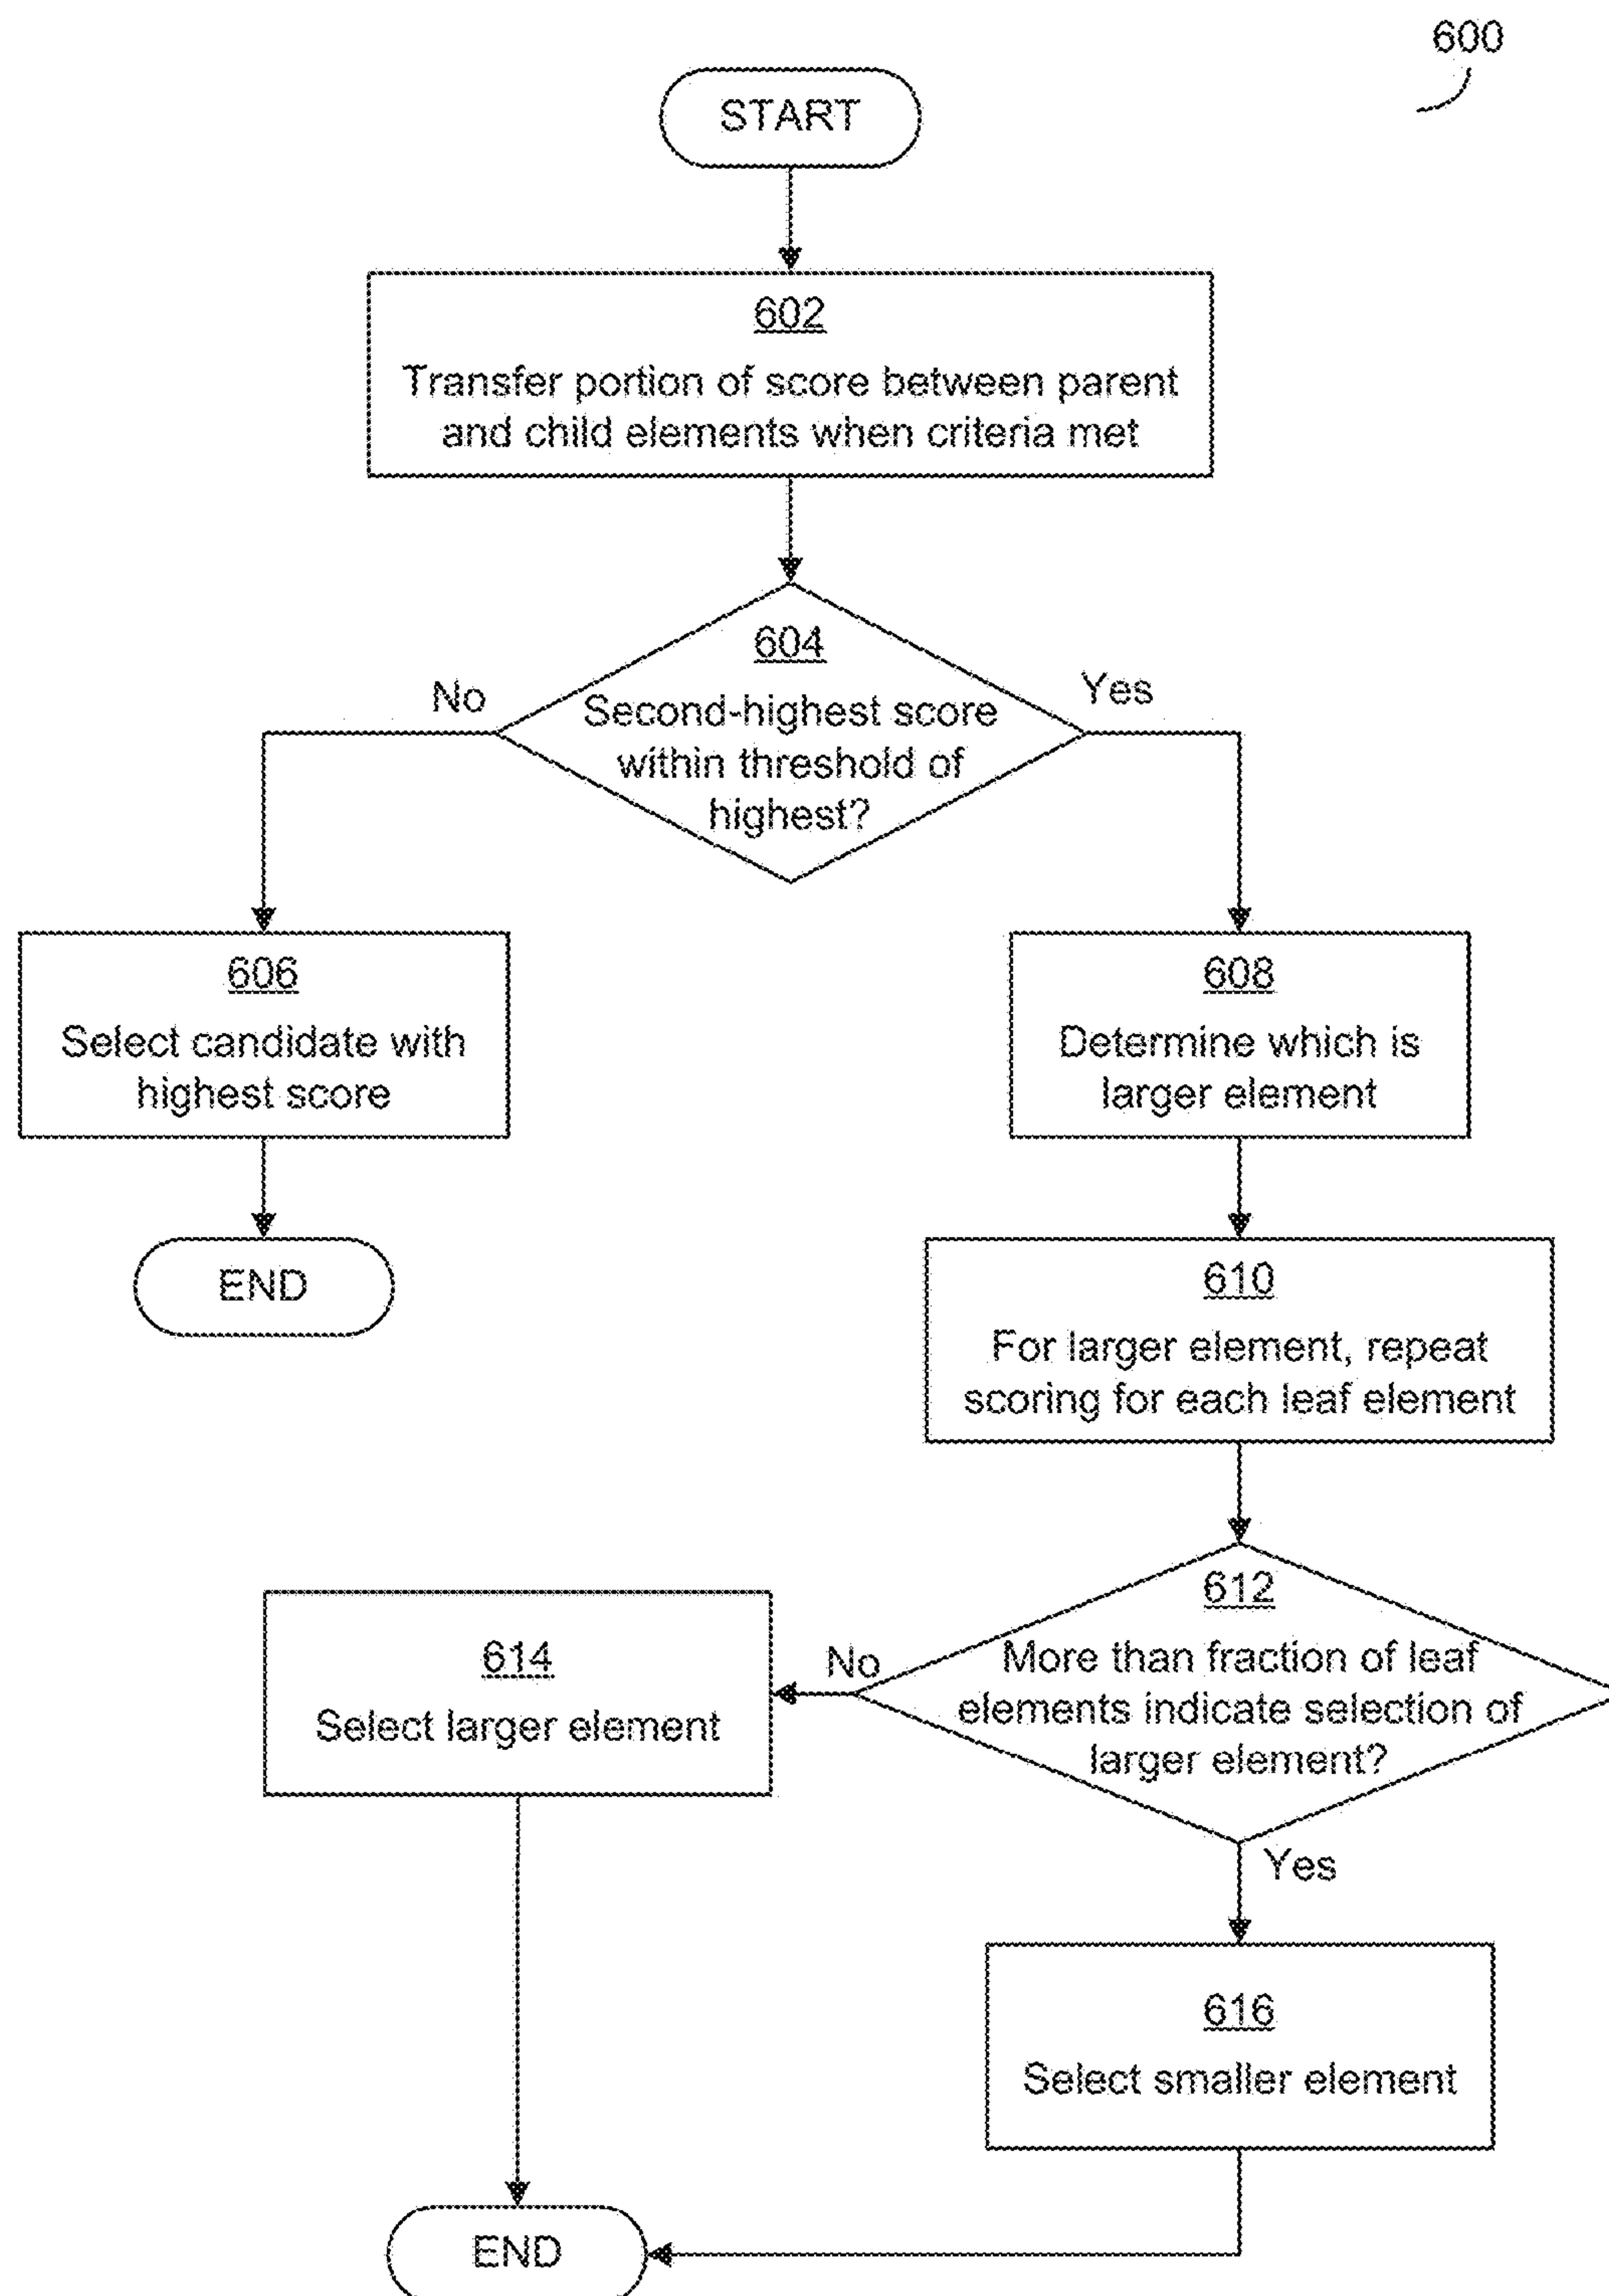 600
START
602
Transfer portion of score between parent
and child elements when criteria met
604
Second-highest score
within threshold of
highest?
No
Yes
606
Select candidate with
highest score
END
608
Determine which is
larger element
610
For larger element, repeat
scoring for each leaf element
612
More than fraction of leaf
elements indicate selection of
larger element?
No
Yes
614
Select larger element
616
Select smaller element
END